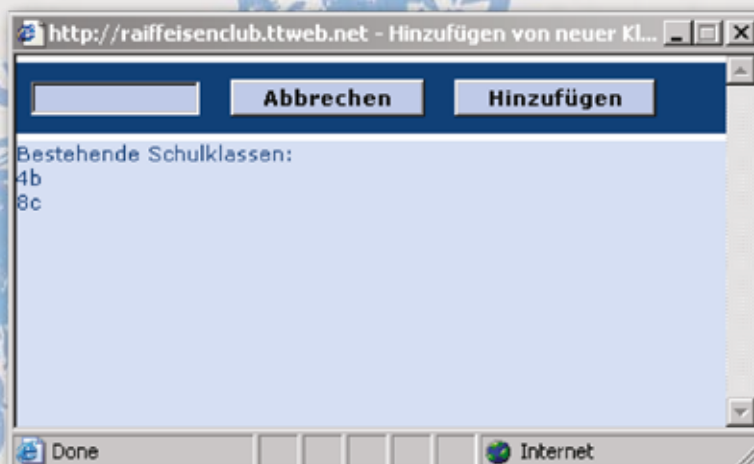 http://raiffeisenclub.ttweb.net - Hinzufügen von neuer Kl...
Abbrechen Hinzufügen
Bestehende Schulklassen:
4b
8c
Done Internet